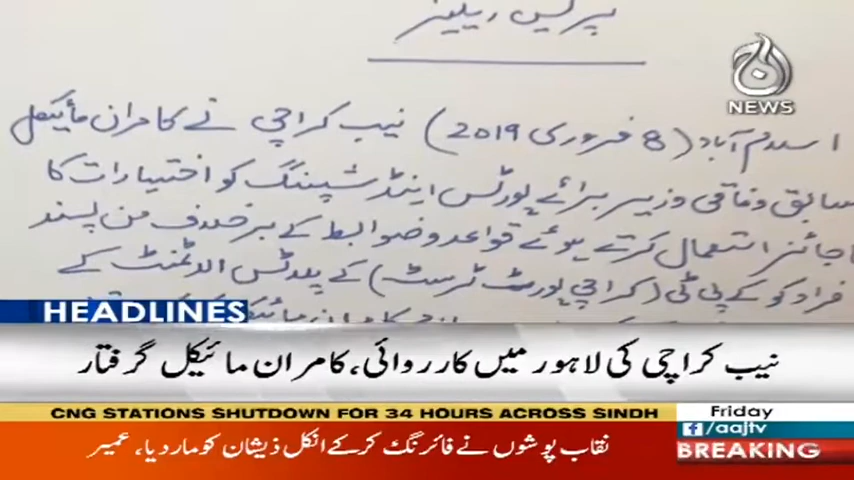 پریس ریلیز
NEWS
اسلام آباد (8 فروری 2019) نیب کراچی نے کامران مائیکل
سابق وفاقی وزیر برائے پورٹس اینڈ شپنگ کو اختیارات کا
ناجائز استعمال کرتے ہوئے قواعد و ضوابط کے برخلاف من پسند
افراد کو کے پی ٹی (کراچی پورٹ ٹرسٹ) کے پلاٹس الاٹمنٹ کے
HEADLINES
نیب کراچی کی لاہور میں کارروائی، کامران مائیکل گرفتار
CNG STATIONS SHUTDOWN FOR 34 HOURS ACROSS SINDH
Friday
f/aajtv
نقاب پوشوں نے فائرنگ کرکے انکل ذیشان کو مار دیا، عمیر
BREAKING